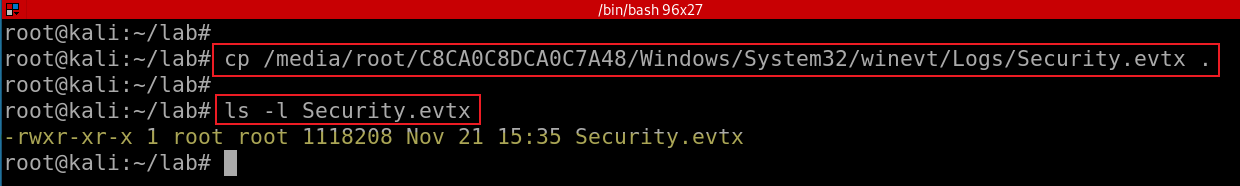 /bin/bash 96x27
root@kali:~/lab#
root@kali:~/lab# cp /media/root/C8CA0C8DCA0C7A48/Windows/System32/winevt/Logs/Security.evtx .
root@kali:~/lab#
root@kali:~/lab# ls -l Security.evtx
-rwxr-xr-x 1 root root 1118208 Nov 21 15:35 Security.evtx
root@kali:~/lab#